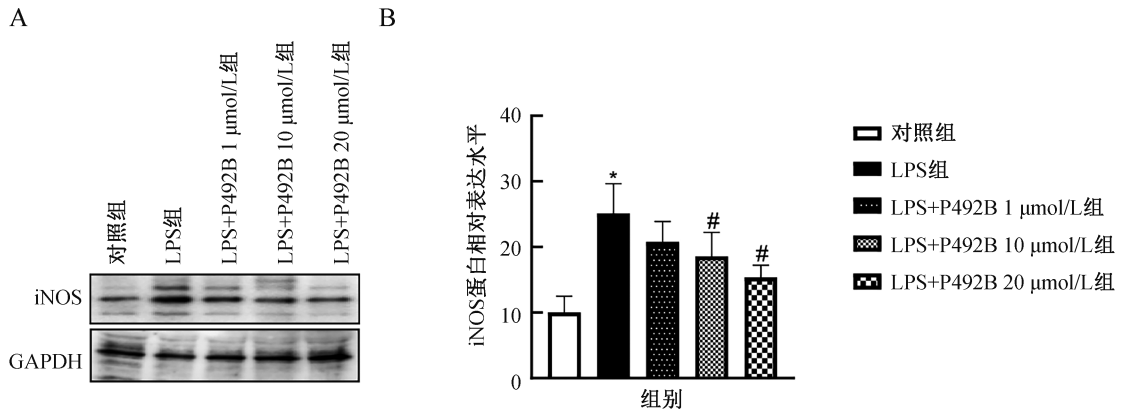 A
对照组
LPS组
LPS+P492B 1 μmol/L组
LPS+P492B 10 μmol/L组
LPS+P492B 20 μmol/L组
iNOS
GAPDH
B
iNOS蛋白相对表达水平
40
30
20
10
0
*
#
#
组别
对照组
LPS组
LPS+P492B 1 μmol/L组
LPS+P492B 10 μmol/L组
LPS+P492B 20 μmol/L组